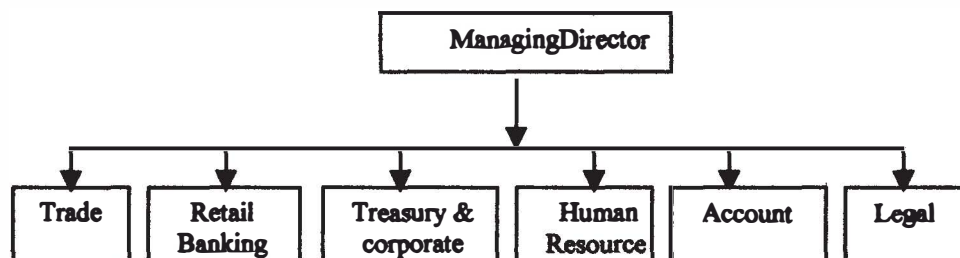 ManagingDirector
Trade
Retail
Banking
Treasury &
corporate
Human
Resource
Account
Legal